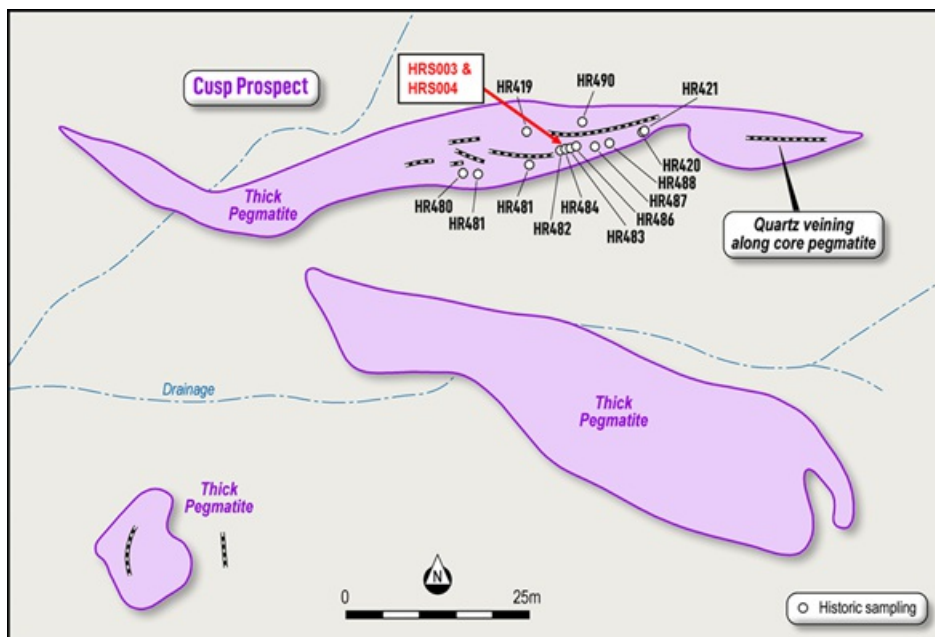 Cusp Prospect
HRS003 &
HRS004
HR419
HR490
HR421
HR420
HR488
HR487
HR486
HR483
HR484
HR482
HR481
HR481
HR480
Thick
Pegmatite
Quartz veining
along core pegmatite
Thick
Pegmatite
Drainage
Thick
Pegmatite
N
0
25m
Historic sampling